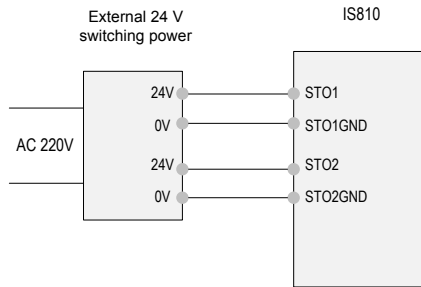 External 24 V
switching power
IS810
24V
STO1
0V
STO1GND
AC 220V
24V
STO2
0V
STO2GND